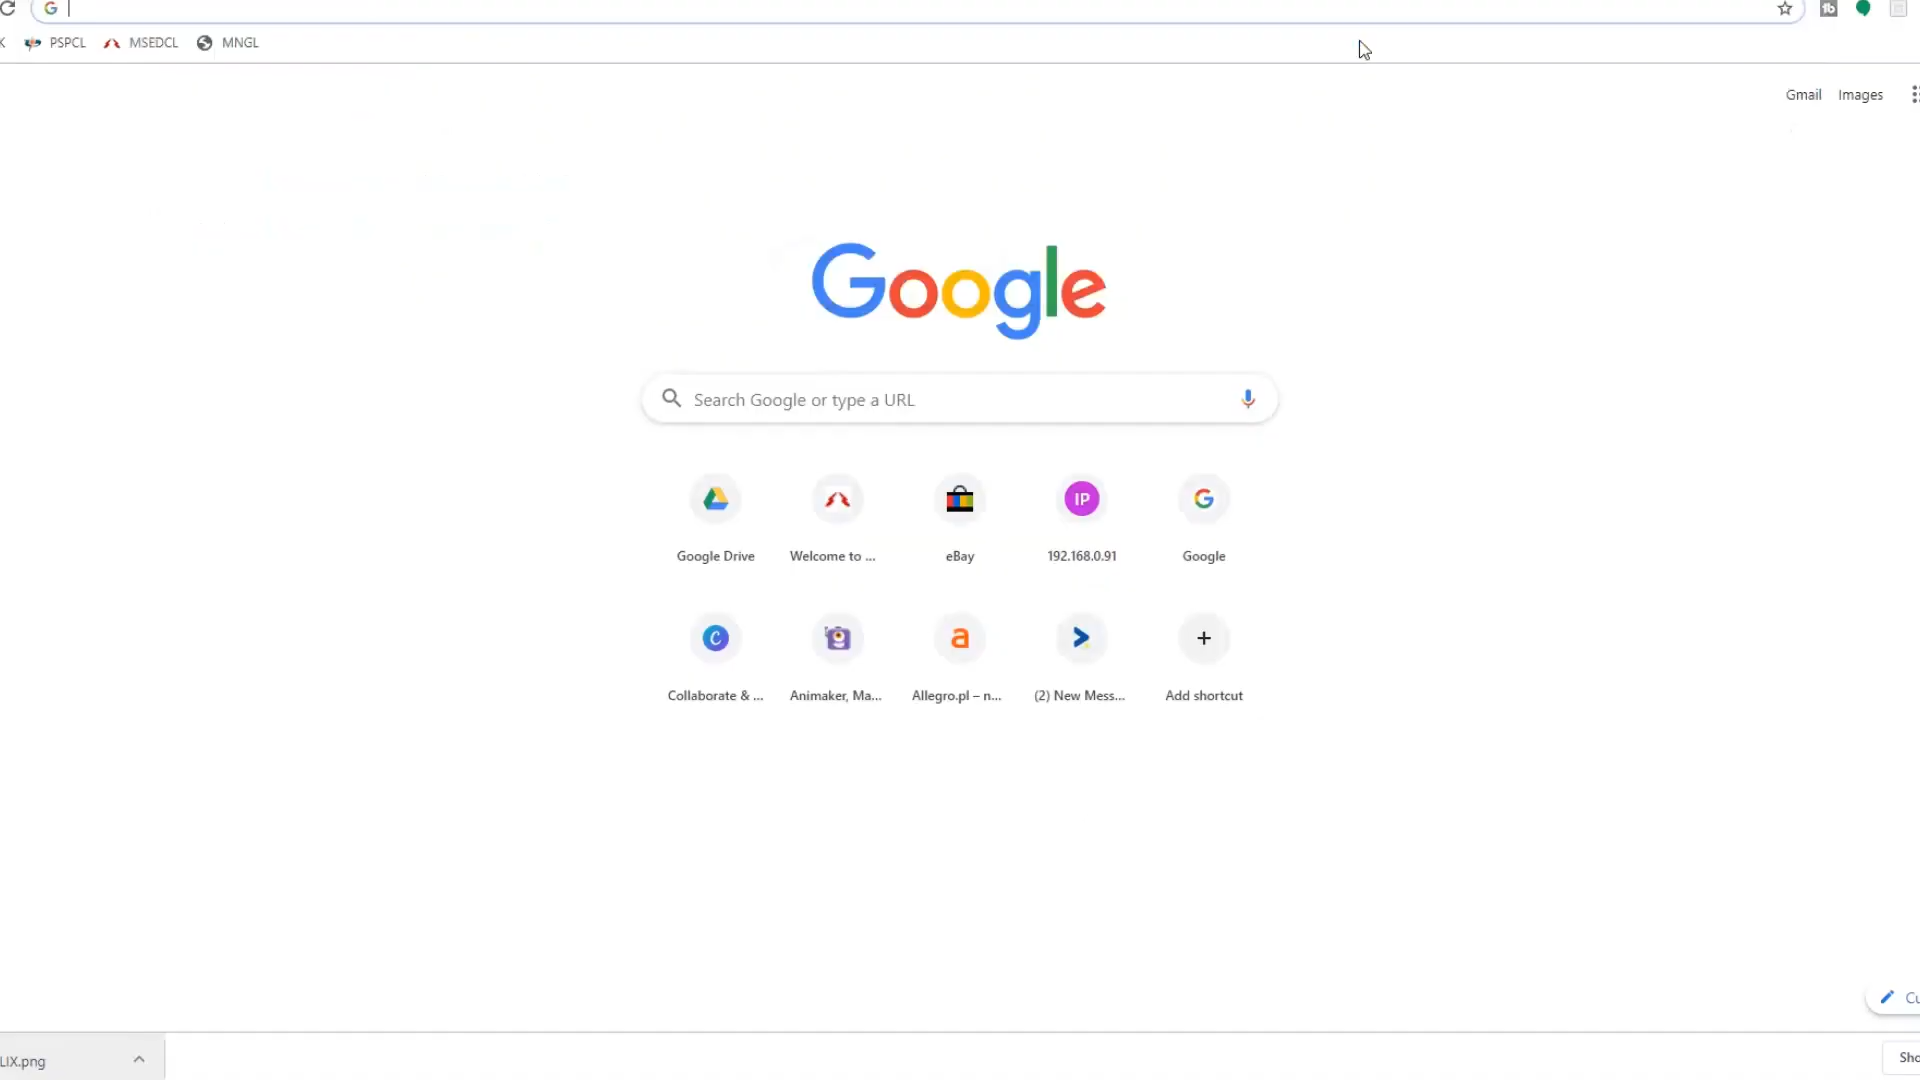 PSPCL MSEDCL MNGL
Gmail Images
Google
Search Google or type a URL
IP
Google Drive Welcome to ... eBay 192.168.0.91 Google
Collaborate & ... Animaker, Ma... Allegro.pl – n... (2) New Mess... Add shortcut
LIX.png